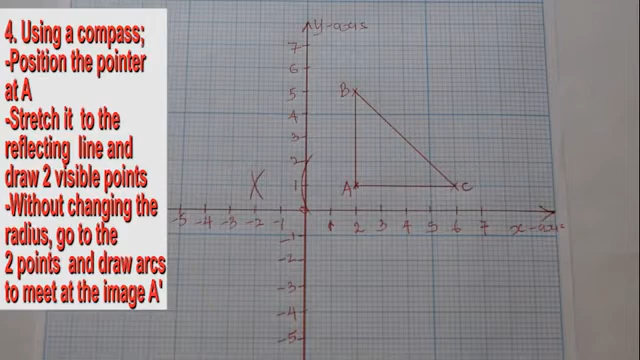 4. Using a compass;
-Position the pointer
at A
-Stretch it to the
reflecting line and
draw 2 visible points
-Without changing the
radius, go to the
2 points and draw arcs
to meet at the image A'
y-axis
7
6
5
4
3
2
1
B
A
C
-5 -4 -3 -2 -1 0 1 2 3 4 5 6 7 x-axis
-1
-2
-3
-4
-5